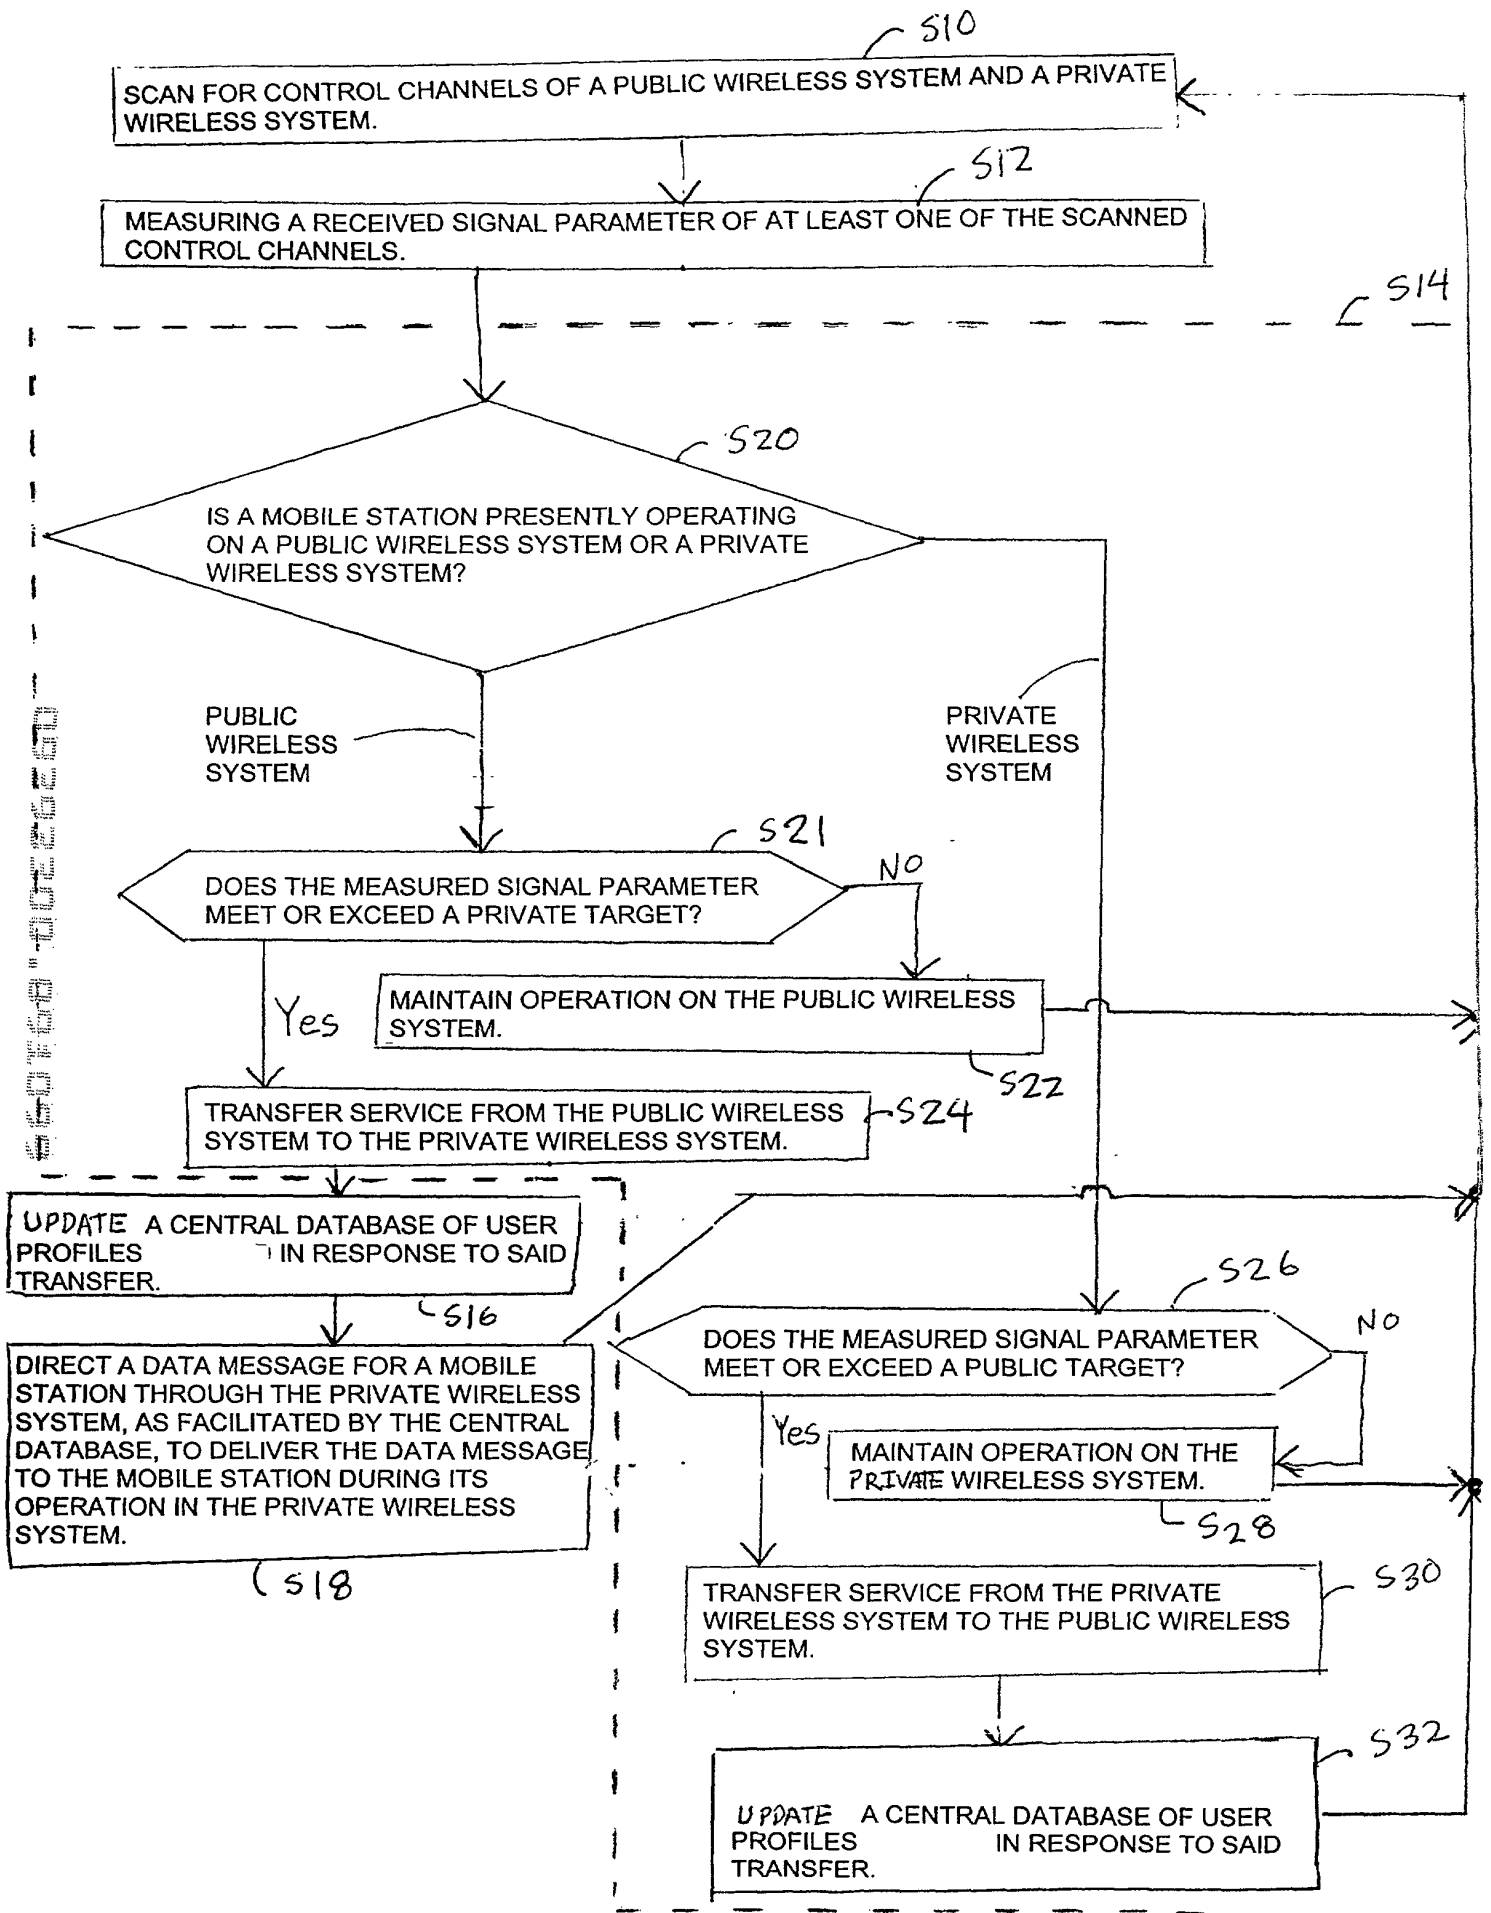 S10
SCAN FOR CONTROL CHANNELS OF A PUBLIC WIRELESS SYSTEM AND A PRIVATE
WIRELESS SYSTEM.
S12
MEASURING A RECEIVED SIGNAL PARAMETER OF AT LEAST ONE OF THE SCANNED
CONTROL CHANNELS.
S14
S20
IS A MOBILE STATION PRESENTLY OPERATING
ON A PUBLIC WIRELESS SYSTEM OR A PRIVATE
WIRELESS SYSTEM?
PUBLIC
WIRELESS
SYSTEM
PRIVATE
WIRELESS
SYSTEM
S21
DOES THE MEASURED SIGNAL PARAMETER
MEET OR EXCEED A PRIVATE TARGET?
NO
Yes
MAINTAIN OPERATION ON THE PUBLIC WIRELESS
SYSTEM.
S22
TRANSFER SERVICE FROM THE PUBLIC WIRELESS
SYSTEM TO THE PRIVATE WIRELESS SYSTEM.
S24
UPDATE A CENTRAL DATABASE OF USER
PROFILES IN RESPONSE TO SAID
TRANSFER.
S16
DIRECT A DATA MESSAGE FOR A MOBILE
STATION THROUGH THE PRIVATE WIRELESS
SYSTEM, AS FACILITATED BY THE CENTRAL
DATABASE, TO DELIVER THE DATA MESSAGE
TO THE MOBILE STATION DURING ITS
OPERATION IN THE PRIVATE WIRELESS
SYSTEM.
S18
S26
DOES THE MEASURED SIGNAL PARAMETER
MEET OR EXCEED A PUBLIC TARGET?
NO
Yes
MAINTAIN OPERATION ON THE
PRIVATE WIRELESS SYSTEM.
S28
TRANSFER SERVICE FROM THE PRIVATE
WIRELESS SYSTEM TO THE PUBLIC WIRELESS
SYSTEM.
S30
S32
UPDATE A CENTRAL DATABASE OF USER
PROFILES IN RESPONSE TO SAID
TRANSFER.